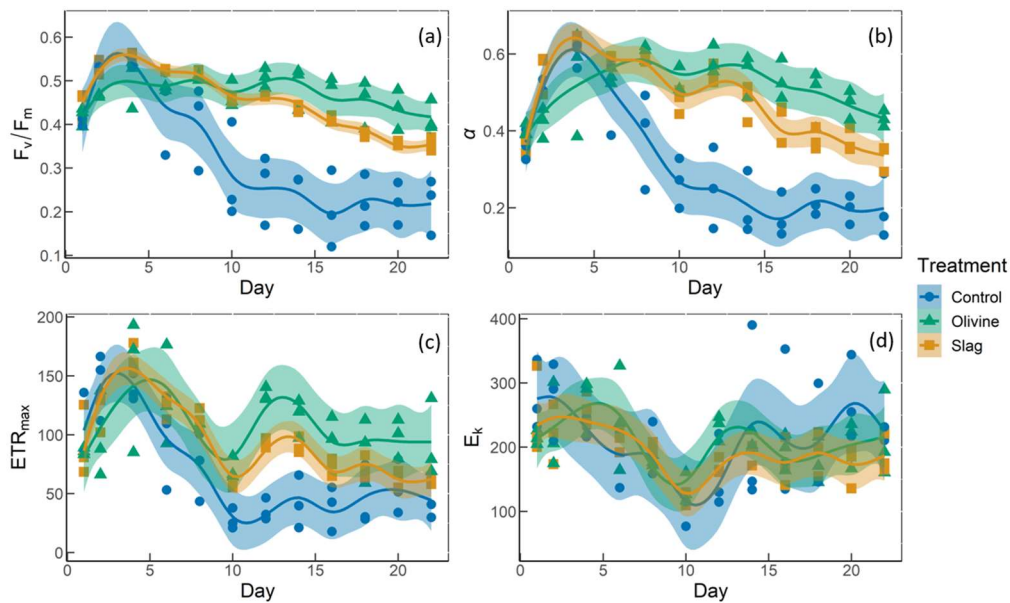 (a)
Fv/Fm
0.6
0.5
0.4
0.3
0.2
0.1
0 5 10 15 20
Day
(b)
α
0.6
0.4
0.2
0 5 10 15 20
Day
(c)
ETRmax
200
150
100
50
0
0 5 10 15 20
Day
(d)
Ek
400
300
200
100
0 5 10 15 20
Day
Treatment
Control
Olivine
Slag